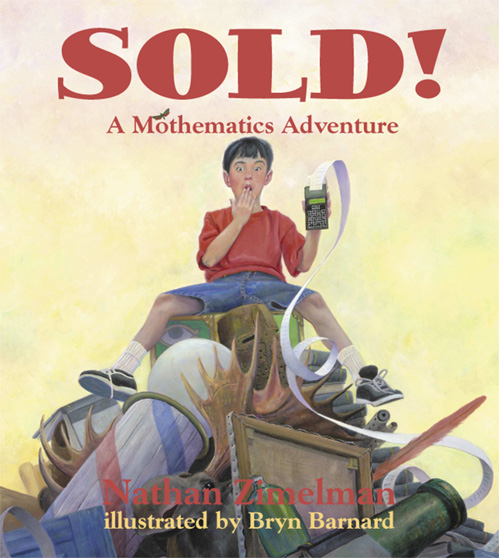 SOLD!
A Mothematics Adventure
Nathan Zimelman
illustrated by Bryn Barnard